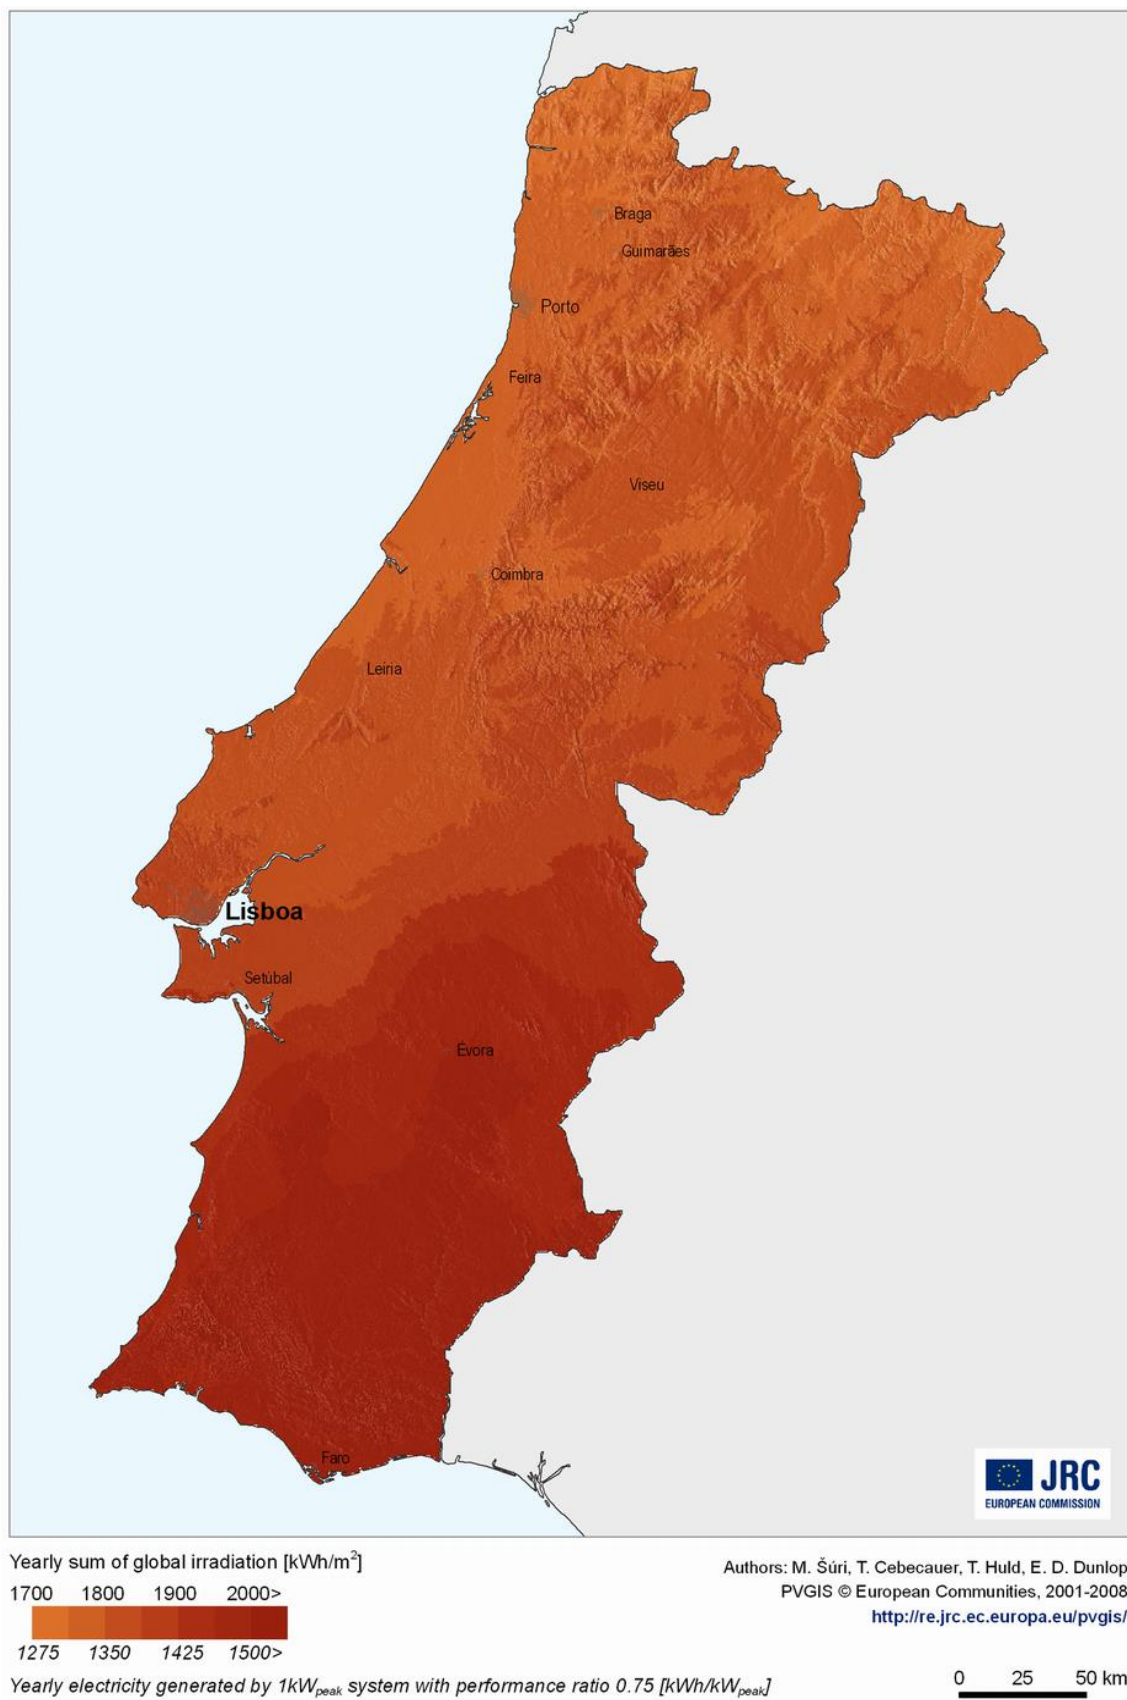 Braga
Guimarães
Porto
Feira
Viseu
Coimbra
Leiria
Lisboa
Setúbal
Évora
Faro
JRC
EUROPEAN COMMISSION
Yearly sum of global irradiation [kWh/m²]
1700 1800 1900 2000>
1275 1350 1425 1500>
Yearly electricity generated by 1kWpeak system with performance ratio 0.75 [kWh/kWpeak]
Authors: M. Šúri, T. Cebecauer, T. Huld, E. D. Dunlop
PVGIS © European Communities, 2001-2008
http://re.jrc.ec.europa.eu/pvgis/
0 25 50 km